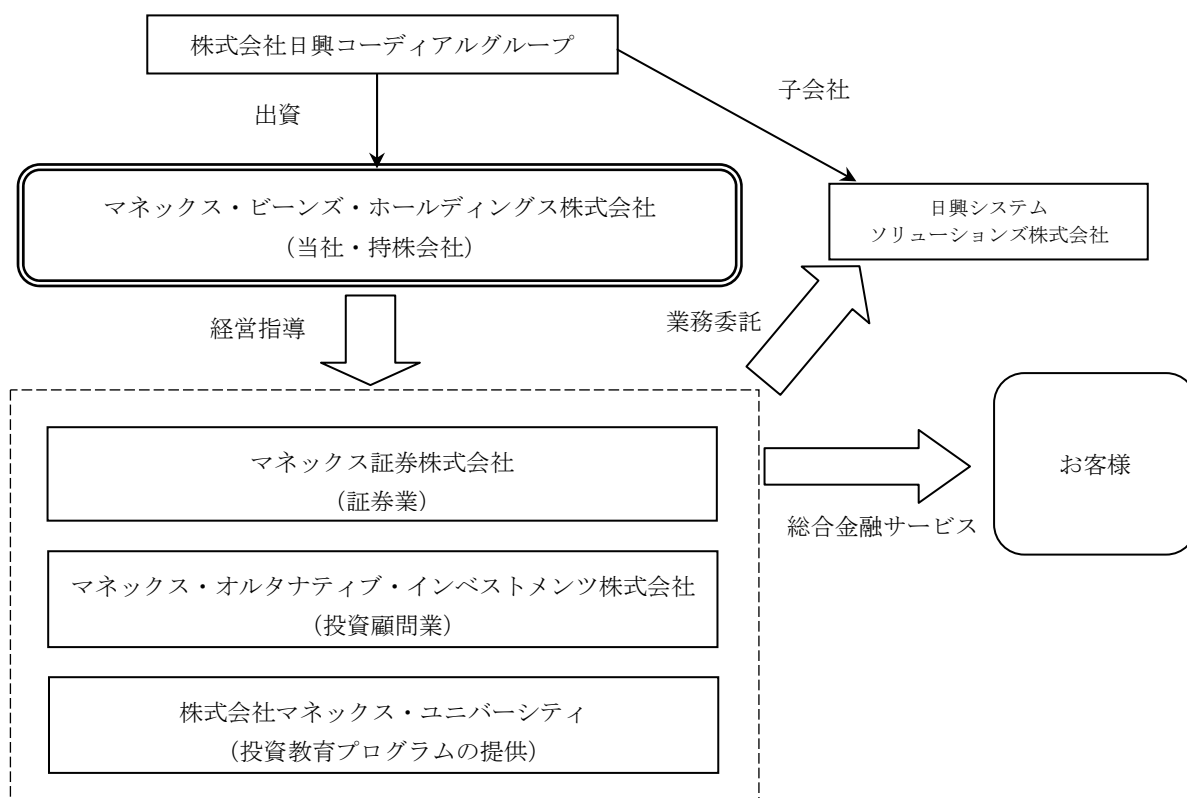 株式会社日興コーディアルグループ
子会社
出資
マネックス・ビーンズ・ホールディングス株式会社
（当社・持株会社）
日興システム
ソリューションズ株式会社
経営指導
業務委託
マネックス証券株式会社
（証券業）
お客様
総合金融サービス
マネックス・オルタナティブ・インベストメンツ株式会社
（投資顧問業）
株式会社マネックス・ユニバーシティ
（投資教育プログラムの提供）